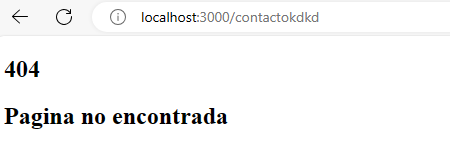 localhost:3000/contactokdkd
404
Pagina no encontrada